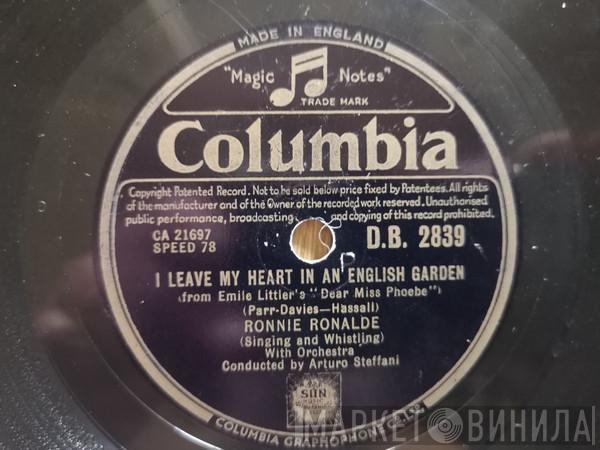 MADE IN ENGLAND
"Magic Notes"
TRADE MARK
Columbia
Copyright Patented Record. Not to be sold below price fixed by Patentees. All rights
of the manufacturer and of the Owner of the recorded work reserved. Unauthorised
public performance, broadcasting and copying of this record prohibited.
CA 21697
SPEED 78
D.B. 2839
I LEAVE MY HEART IN AN ENGLISH GARDEN
(from Emile Littler's "Dear Miss Phoebe")
(Parr-Davies—Hassall)
RONNIE RONALDE
(Singing and Whistling)
With Orchestra
Conducted by Arturo Steffani
SUN
MUSIC
COLUMBIA GRAPHOPHONE CO. LTD.
МАРКЕТ ВИНИЛА